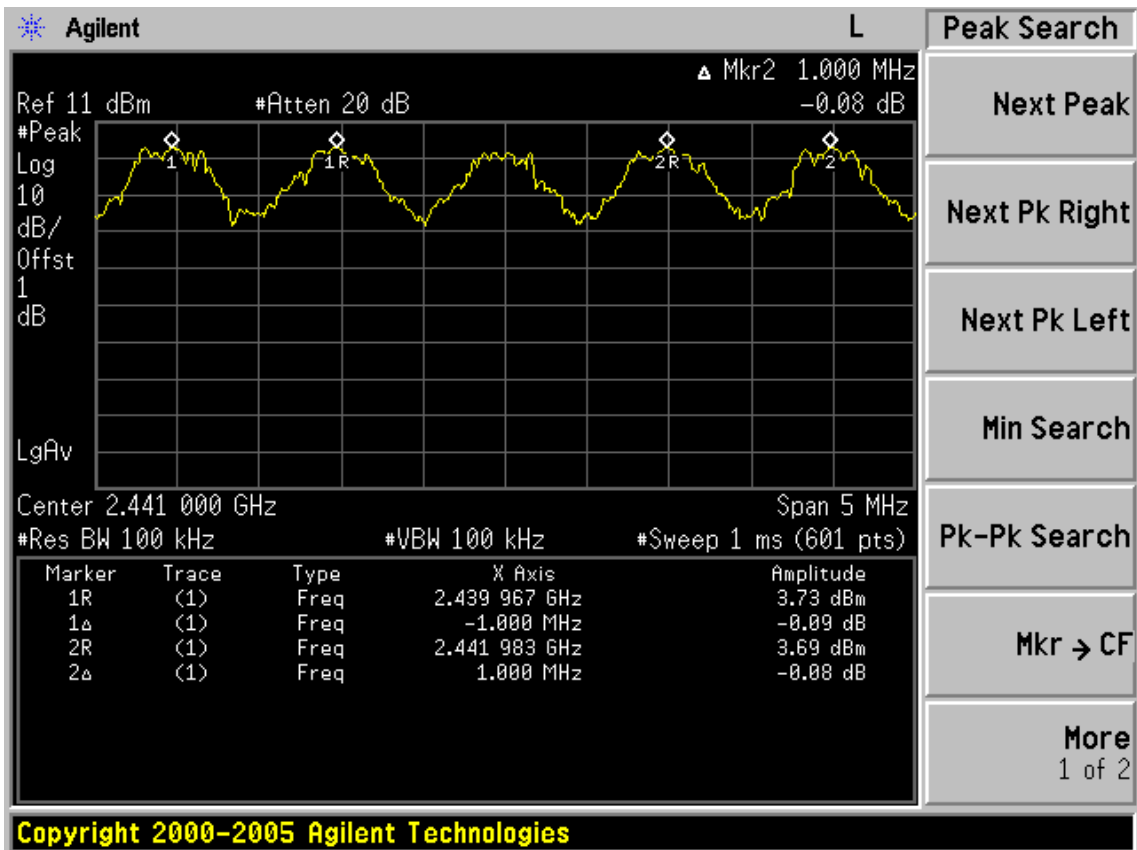 Agilent L Peak Search
Δ Mkr2 1.000 MHz
Ref 11 dBm #Atten 20 dB -0.08 dB
Next Peak
#Peak
Log
10
dB/
Offst
1
dB
1 1R 2R 2
Next Pk Right
Next Pk Left
Min Search
LgAv
Center 2.441 000 GHz Span 5 MHz
#Res BW 100 kHz #VBW 100 kHz #Sweep 1 ms (601 pts)
Pk-Pk Search
Marker Trace Type X Axis Amplitude
1R (1) Freq 2.439 967 GHz 3.73 dBm
1Δ (1) Freq -1.000 MHz -0.09 dB
2R (1) Freq 2.441 983 GHz 3.69 dBm
2Δ (1) Freq 1.000 MHz -0.08 dB
Mkr → CF
More
1 of 2
Copyright 2000-2005 Agilent Technologies